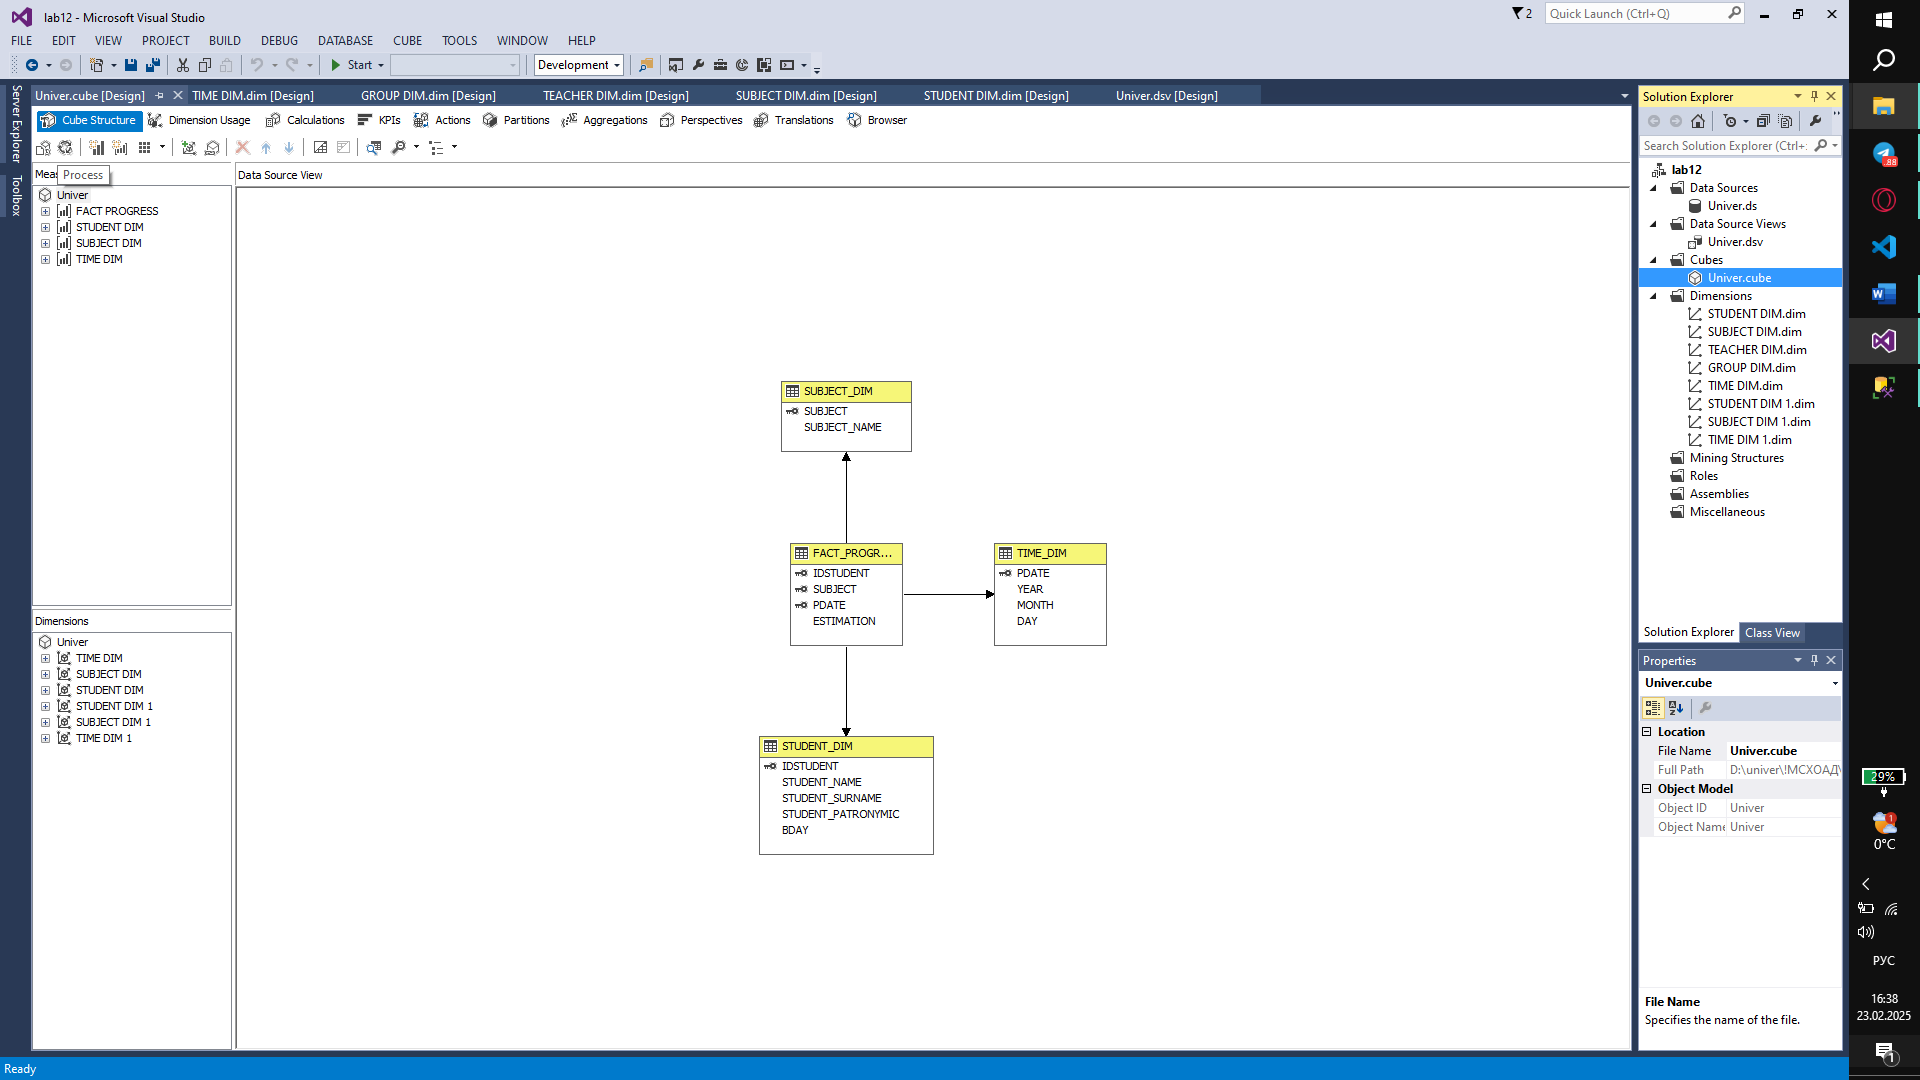 lab12 - Microsoft Visual Studio
2
Quick Launch (Ctrl+Q)
FILE EDIT VIEW PROJECT BUILD DEBUG DATABASE CUBE TOOLS WINDOW HELP
Start
Development
Server Explorer
Toolbox
Univer.cube [Design] TIME DIM.dim [Design] GROUP DIM.dim [Design] TEACHER DIM.dim [Design] SUBJECT DIM.dim [Design] STUDENT DIM.dim [Design] Univer.dsv [Design]
Cube Structure Dimension Usage Calculations KPIs Actions Partitions Aggregations Perspectives Translations Browser
Process
Data Source View
Univer
FACT PROGRESS
STUDENT DIM
SUBJECT DIM
TIME DIM
Dimensions
Univer
TIME DIM
SUBJECT DIM
STUDENT DIM
STUDENT DIM 1
SUBJECT DIM 1
TIME DIM 1
SUBJECT_DIM
SUBJECT
SUBJECT_NAME
FACT_PROGR...
IDSTUDENT
SUBJECT
PDATE
ESTIMATION
TIME_DIM
PDATE
YEAR
MONTH
DAY
STUDENT_DIM
IDSTUDENT
STUDENT_NAME
STUDENT_SURNAME
STUDENT_PATRONYMIC
BDAY
Solution Explorer
Search Solution Explorer (Ctrl+;
lab12
Data Sources
Univer.ds
Data Source Views
Univer.dsv
Cubes
Univer.cube
Dimensions
STUDENT DIM.dim
SUBJECT DIM.dim
TEACHER DIM.dim
GROUP DIM.dim
TIME DIM.dim
STUDENT DIM 1.dim
SUBJECT DIM 1.dim
TIME DIM 1.dim
Mining Structures
Roles
Assemblies
Miscellaneous
Solution Explorer Class View
Properties
Univer.cube
Location
File Name Univer.cube
Full Path D:\univer\!МСХОАД\
Object Model
Object ID Univer
Object Name Univer
File Name
Specifies the name of the file.
Ready
88
29%
1
0°C
РУС
16:38
23.02.2025
1